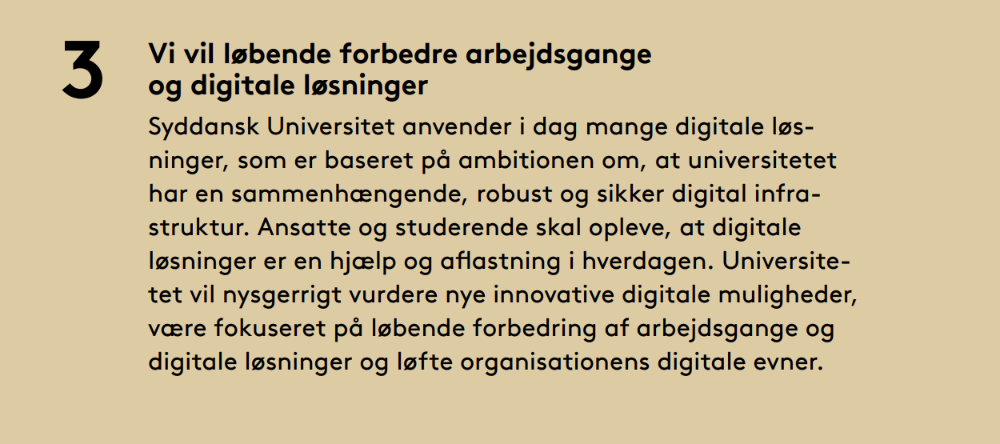 3
Vi vil løbende forbedre arbejdsgange
og digitale løsninger
Syddansk Universitet anvender i dag mange digitale løs-
ninger, som er baseret på ambitionen om, at universitetet
har en sammenhængende, robust og sikker digital infra-
struktur. Ansatte og studerende skal opleve, at digitale
løsninger er en hjælp og aflastning i hverdagen. Universite-
tet vil nysgerrigt vurdere nye innovative digitale muligheder,
være fokuseret på løbende forbedring af arbejdsgange og
digitale løsninger og løfte organisationens digitale evner.